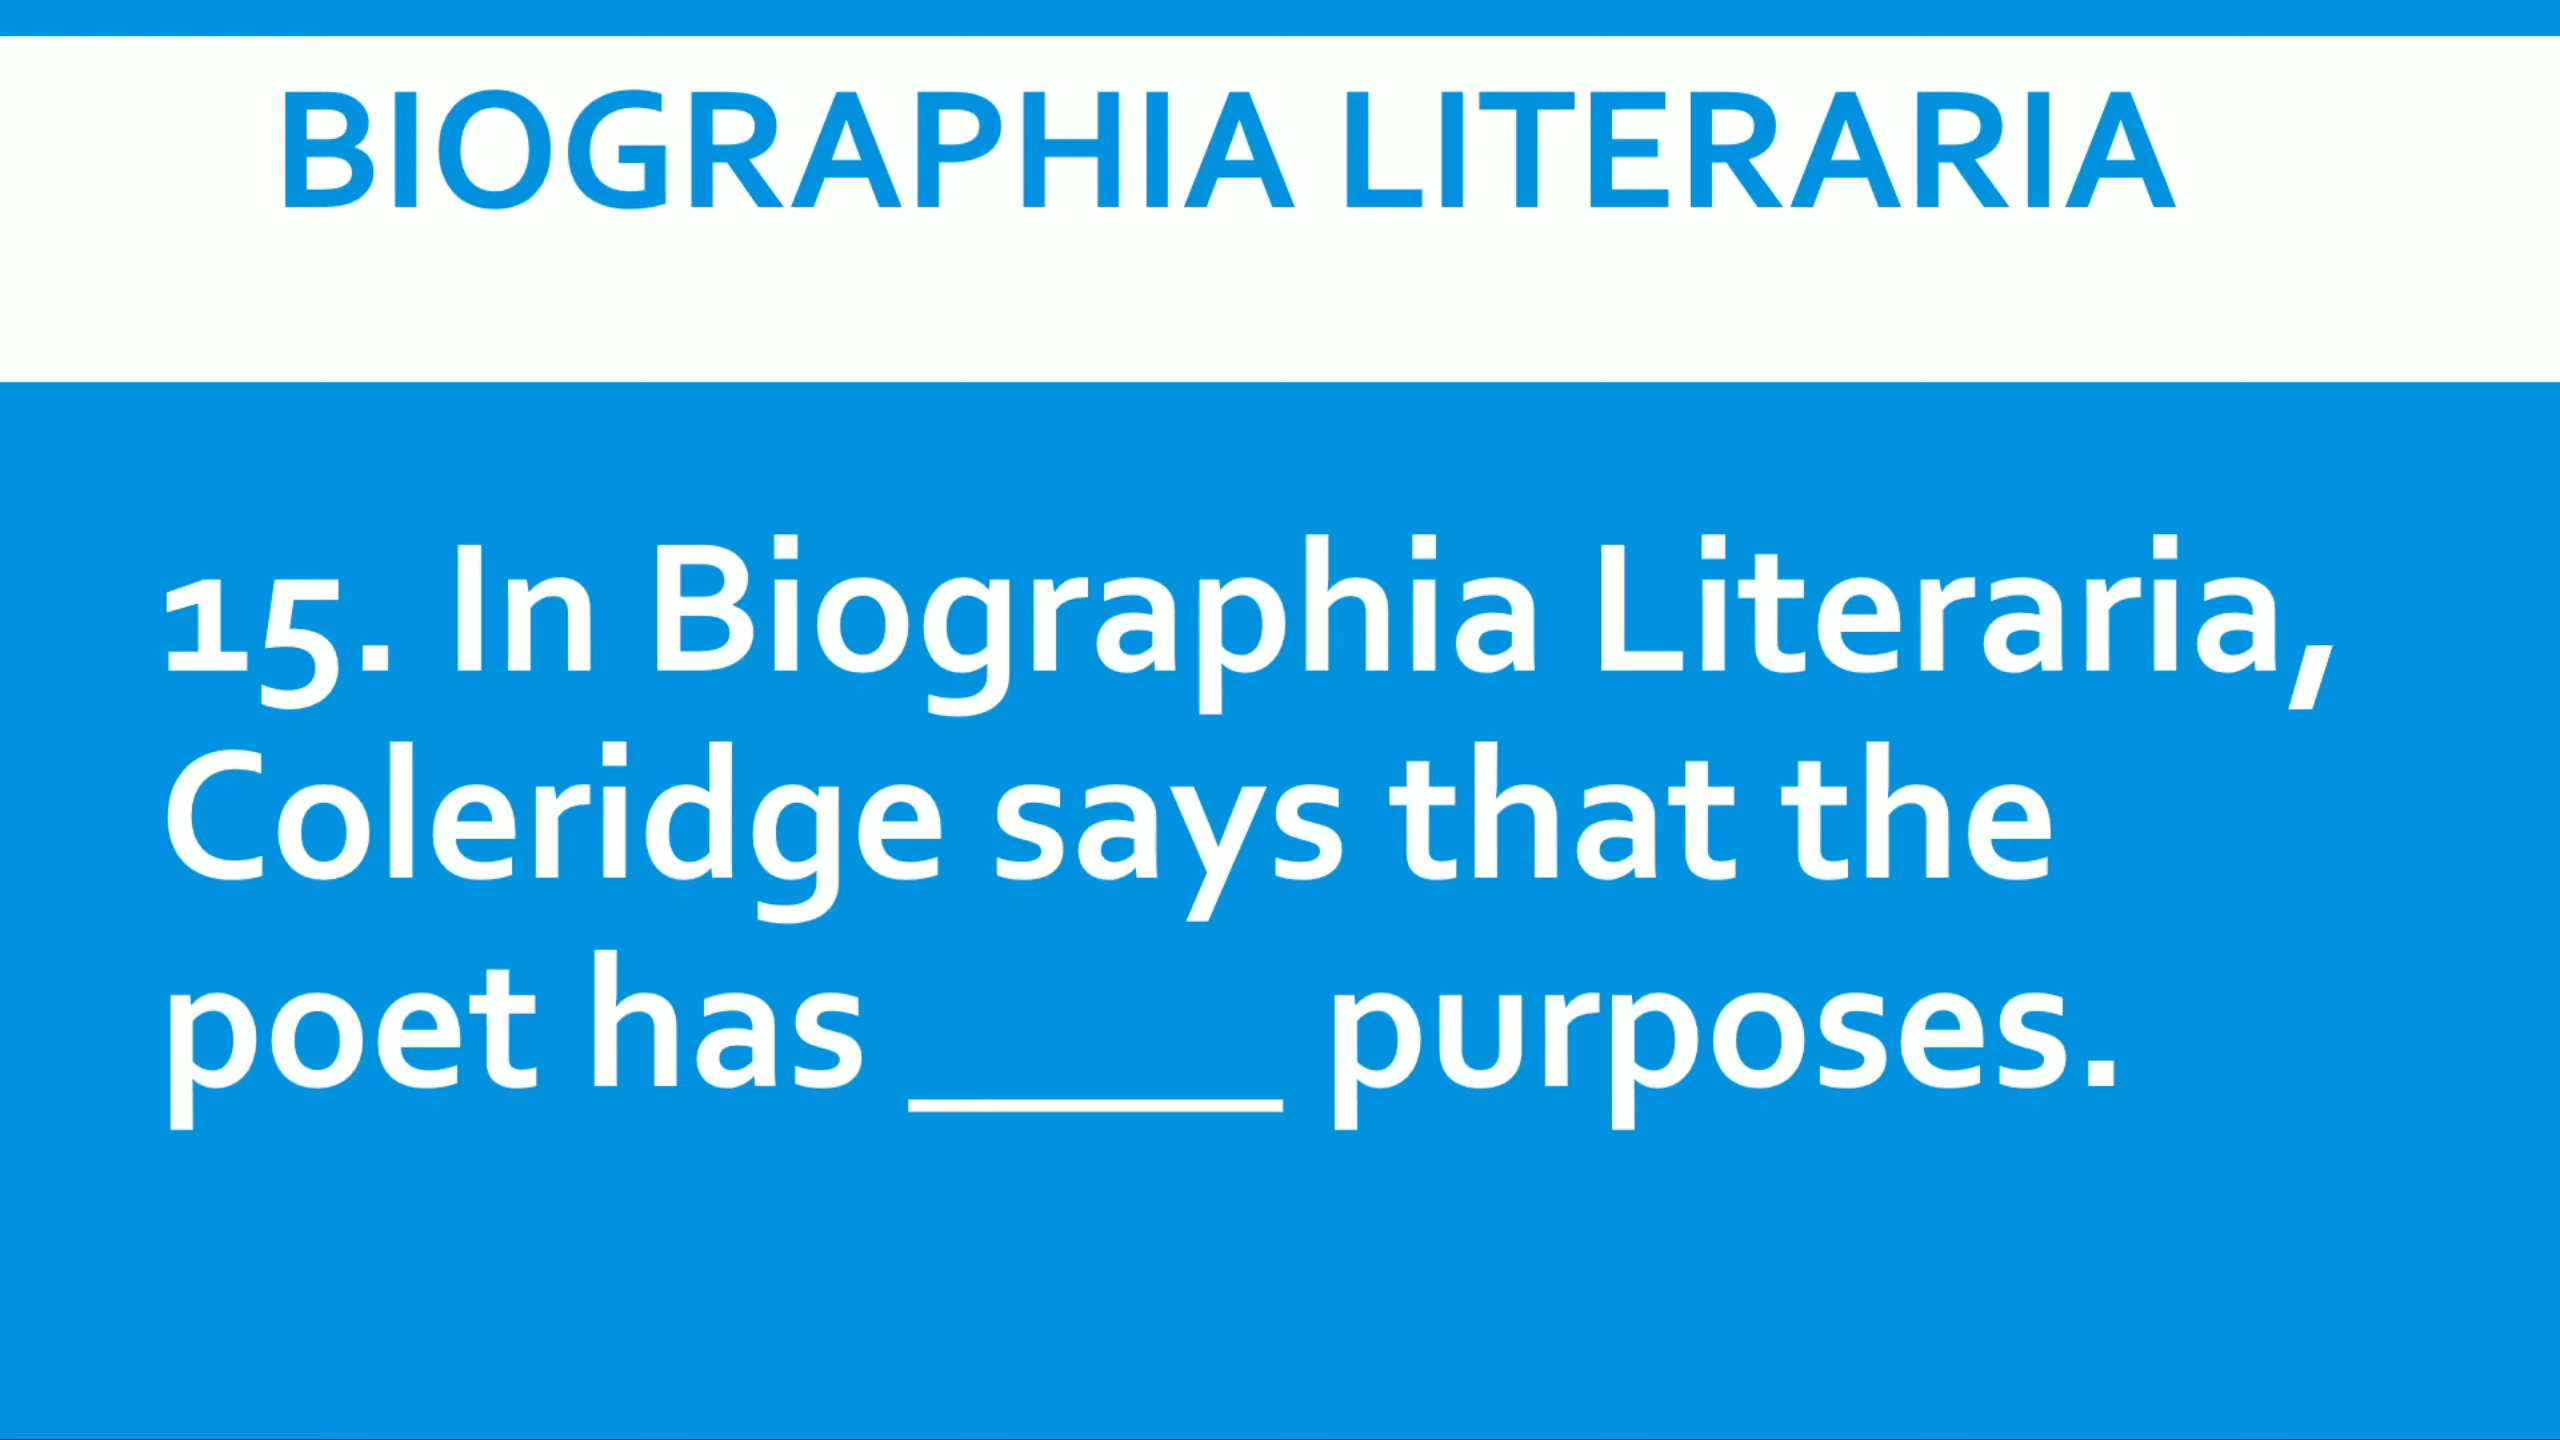 BIOGRAPHIA LITERARIA
15. In Biographia Literaria,
Coleridge says that the
poet has _____ purposes.